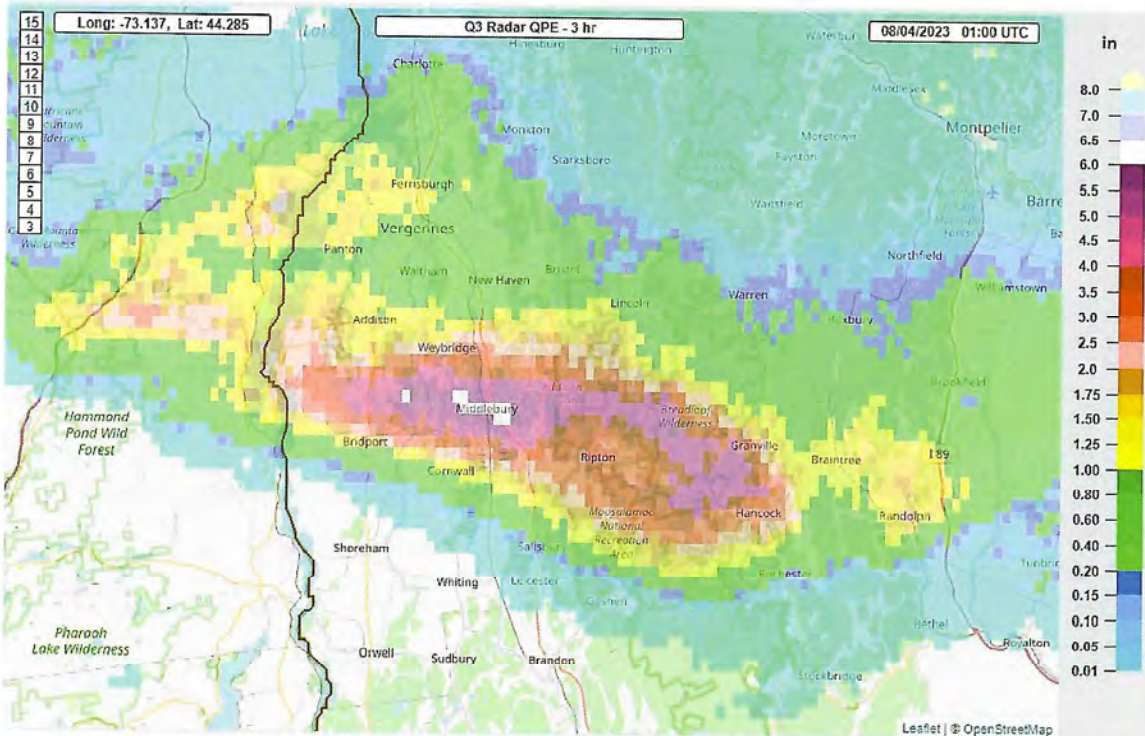 Long: -73.137, Lat: 44.285
Q3 Radar QPE - 3 hr
08/04/2023 01:00 UTC
15
14
13
12
11
10
9
8
7
6
5
4
3
in
8.0
7.0
6.5
6.0
5.5
5.0
4.5
4.0
3.5
3.0
2.5
2.0
1.75
1.50
1.25
1.00
0.80
0.60
0.40
0.20
0.15
0.10
0.05
0.01
Lake
Hinesburg
Huntington
Waterbury
Charlotte
Middlesex
Montpelier
Monkton
Moretown
Starksboro
Fayston
Ferrisburgh
Waitsfield
Barre
Vergennes
Panton
Northfield
Waltham
New Haven
Bristol
Williamstown
Lincoln
Warren
Roxbury
Addison
Weybridge
Brookfield
Middlebury
Breadloaf
Wilderness
Hammond
Pond Wild
Forest
Bridport
Granville
Cornwall
Ripton
Braintree
I 89
Moosalamoo
National
Recreation
Area
Hancock
Randolph
Shoreham
Salisbury
Rochester
Whiting
Leicester
Goshen
Bethel
Pharaoh
Lake Wilderness
Orwell
Sudbury
Brandon
Royalton
Stockbridge
Leaflet | © OpenStreetMap